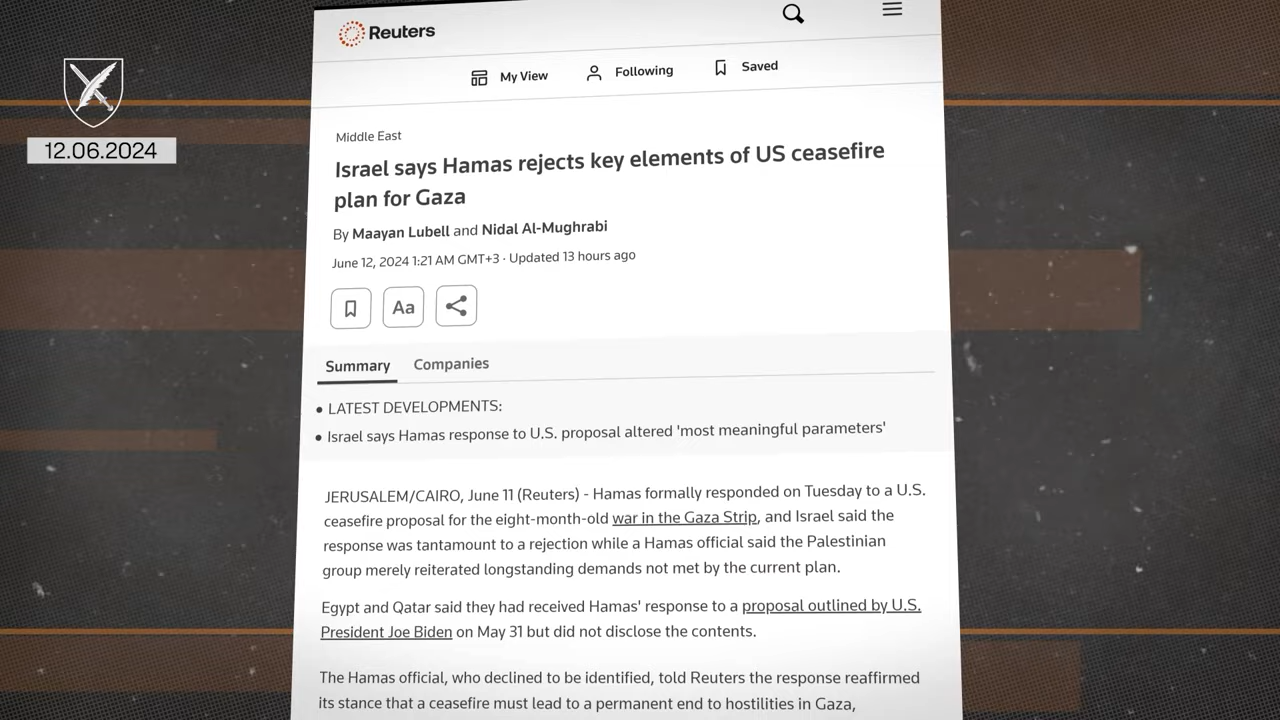 Reuters
My View
Following
Saved
12.06.2024
Middle East
Israel says Hamas rejects key elements of US ceasefire
plan for Gaza
By Maayan Lubell and Nidal Al-Mughrabi
June 12, 2024 1:21 AM GMT+3 · Updated 13 hours ago
Aa
Summary Companies
• LATEST DEVELOPMENTS:
• Israel says Hamas response to U.S. proposal altered 'most meaningful parameters'
JERUSALEM/CAIRO, June 11 (Reuters) - Hamas formally responded on Tuesday to a U.S.
ceasefire proposal for the eight-month-old war in the Gaza Strip, and Israel said the
response was tantamount to a rejection while a Hamas official said the Palestinian
group merely reiterated longstanding demands not met by the current plan.
Egypt and Qatar said they had received Hamas' response to a proposal outlined by U.S.
President Joe Biden on May 31 but did not disclose the contents.
The Hamas official, who declined to be identified, told Reuters the response reaffirmed
its stance that a ceasefire must lead to a permanent end to hostilities in Gaza,